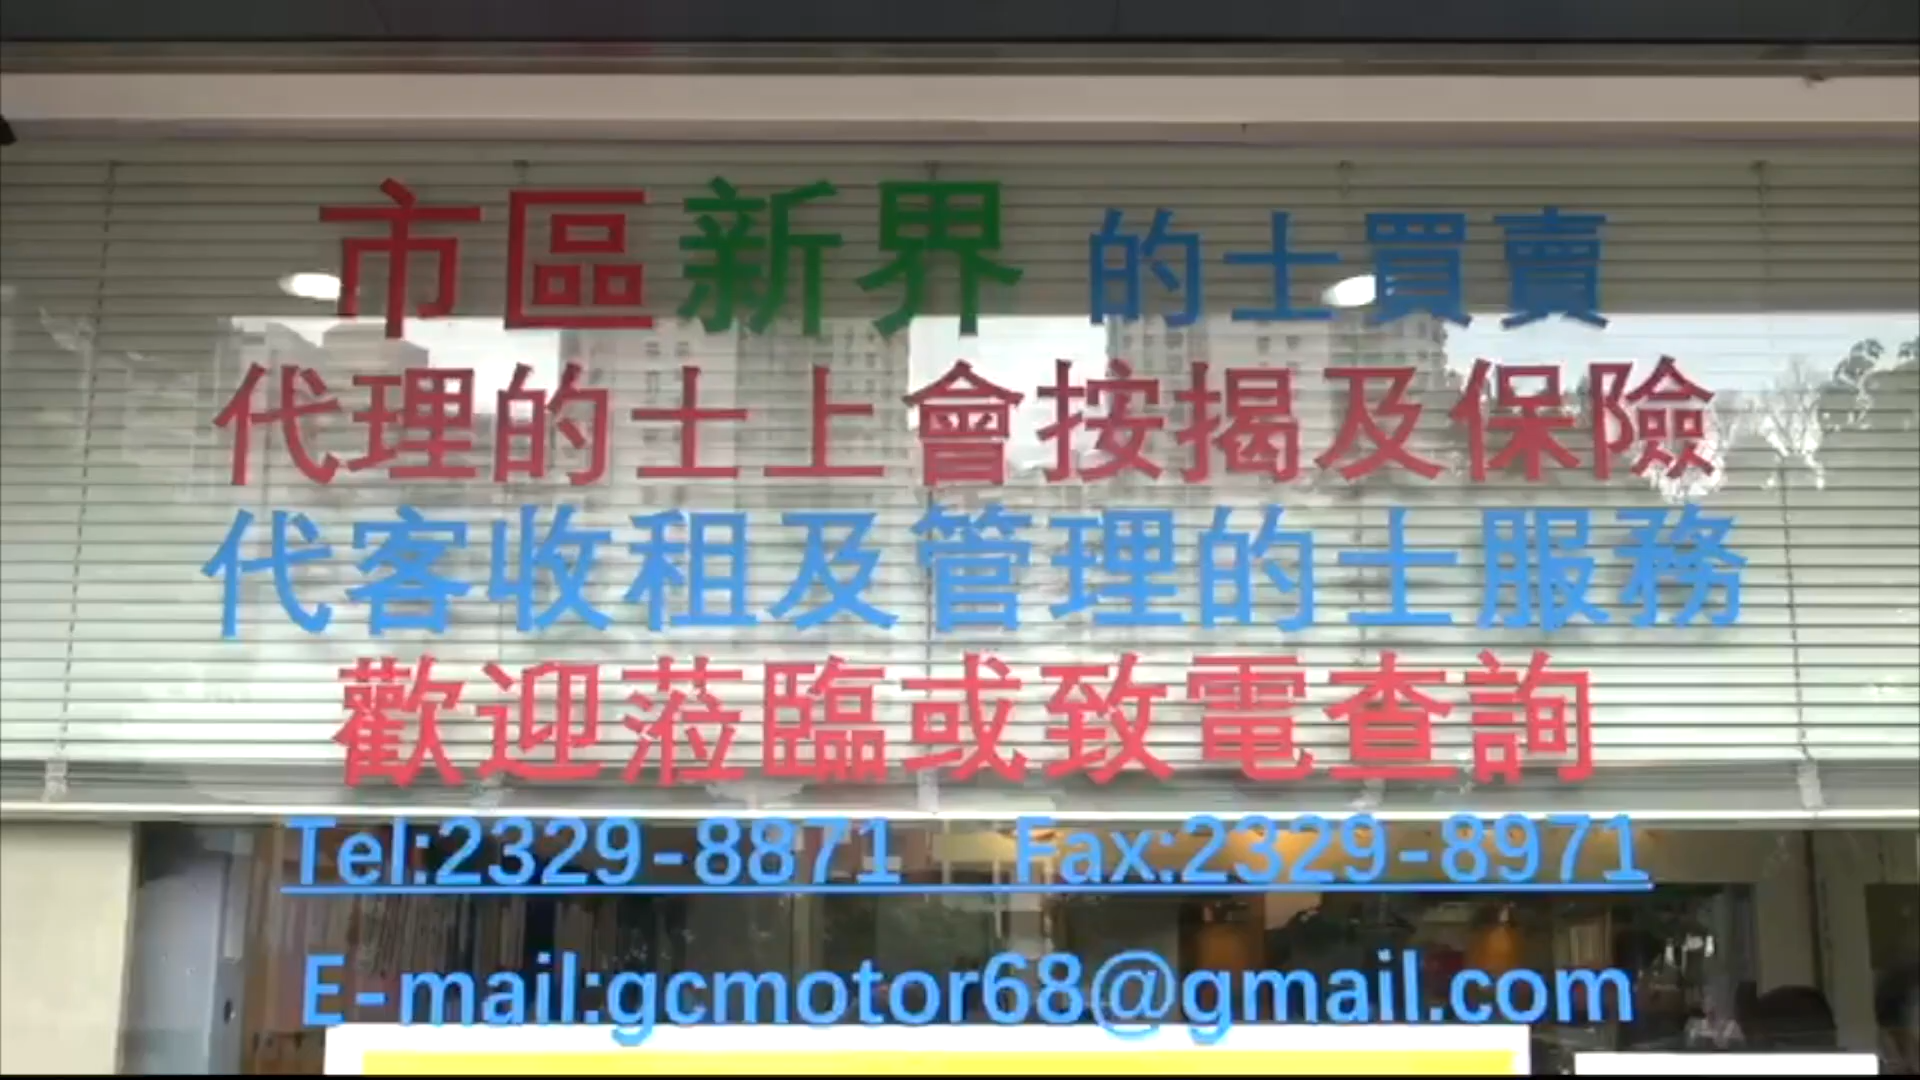 市區新界 的士買賣
代理的士上會按揭及保險
代客收租及管理的士服務
歡迎蒞臨或致電查詢
Tel:2329-8871 Fax:2329-8971
E-mail:gcmotor68@gmail.com